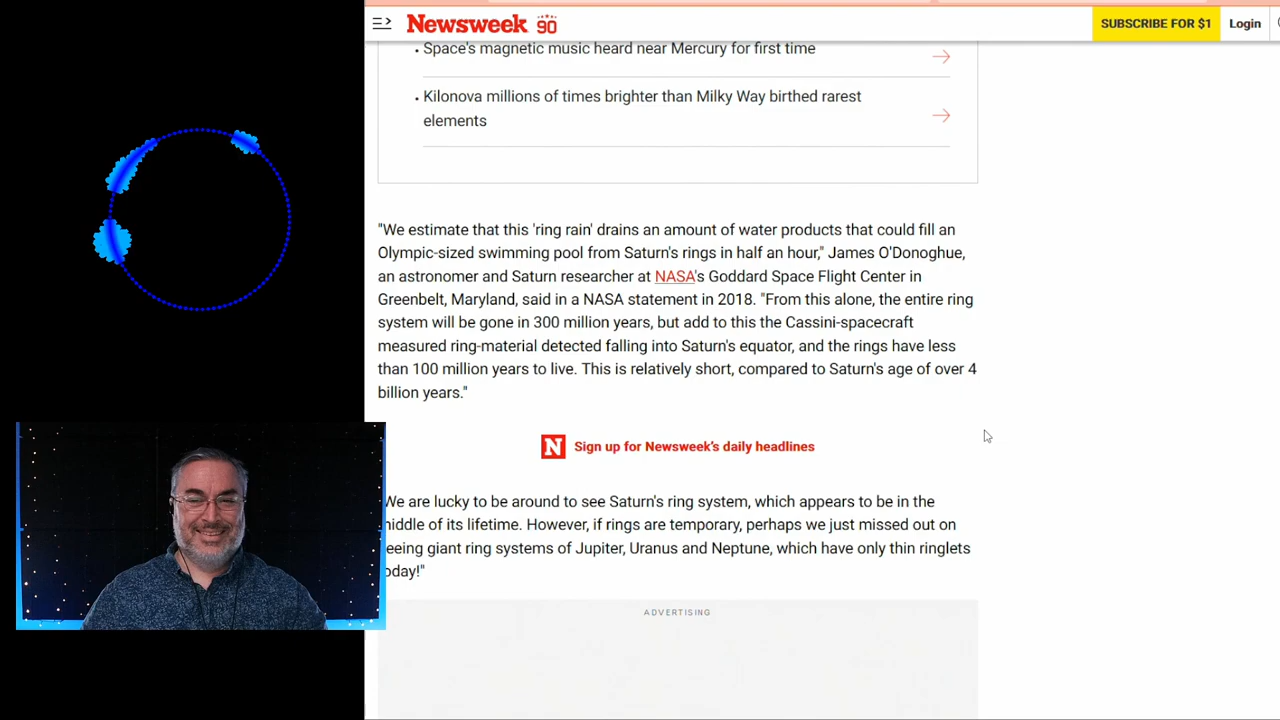 Newsweek 90
SUBSCRIBE FOR $1
Login
Space's magnetic music heard near Mercury for first time
Kilonova millions of times brighter than Milky Way birthed rarest
elements
"We estimate that this 'ring rain' drains an amount of water products that could fill an
Olympic-sized swimming pool from Saturn's rings in half an hour," James O'Donoghue,
an astronomer and Saturn researcher at NASA's Goddard Space Flight Center in
Greenbelt, Maryland, said in a NASA statement in 2018. "From this alone, the entire ring
system will be gone in 300 million years, but add to this the Cassini-spacecraft
measured ring-material detected falling into Saturn's equator, and the rings have less
than 100 million years to live. This is relatively short, compared to Saturn's age of over 4
billion years."
N Sign up for Newsweek's daily headlines
We are lucky to be around to see Saturn's ring system, which appears to be in the
middle of its lifetime. However, if rings are temporary, perhaps we just missed out on
eeing giant ring systems of Jupiter, Uranus and Neptune, which have only thin ringlets
oday!"
ADVERTISING